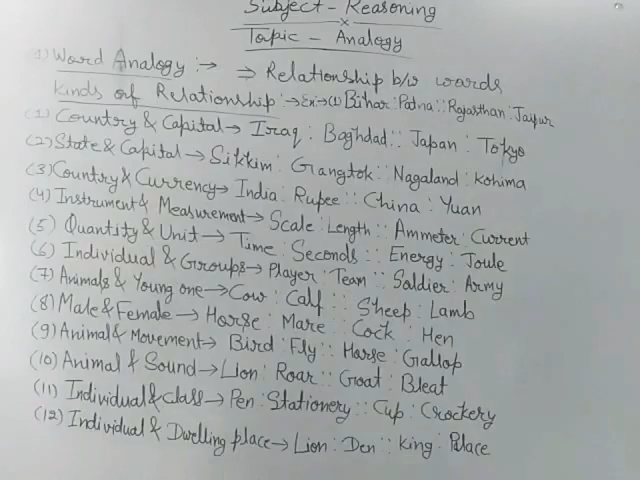 Subject - Reasoning
x
Topic - Analogy
1) Word Analogy :→ ⇒ Relationship b/w words
Kinds of Relationship :→ Ex→(1) Bihar : Patna :: Rajasthan : Jaipur
(1) Country & Capital → Iraq : Baghdad :: Japan : Tokyo
(2) State & Capital → Sikkim : Gangtok :: Nagaland : Kohima
(3) Country & Currency → India : Rupee :: China : Yuan
(4) Instrument & Measurement → Scale : Length :: Ammeter : Current
(5) Quantity & Unit → Time : Seconds :: Energy : Joule
(6) Individual & Groups → Player : Team :: Soldier : Army
(7) Animals & Young one → Cow : Calf :: Sheep : Lamb
(8) Male & Female → Horse : Mare :: Cock : Hen
(9) Animal & Movement → Bird : Fly :: Horse : Gallop
(10) Animal & Sound → Lion : Roar :: Goat : Bleat
(11) Individual & class → Pen : Stationery :: Cup : Crockery
(12) Individual & Dwelling place → Lion : Den :: King : Palace